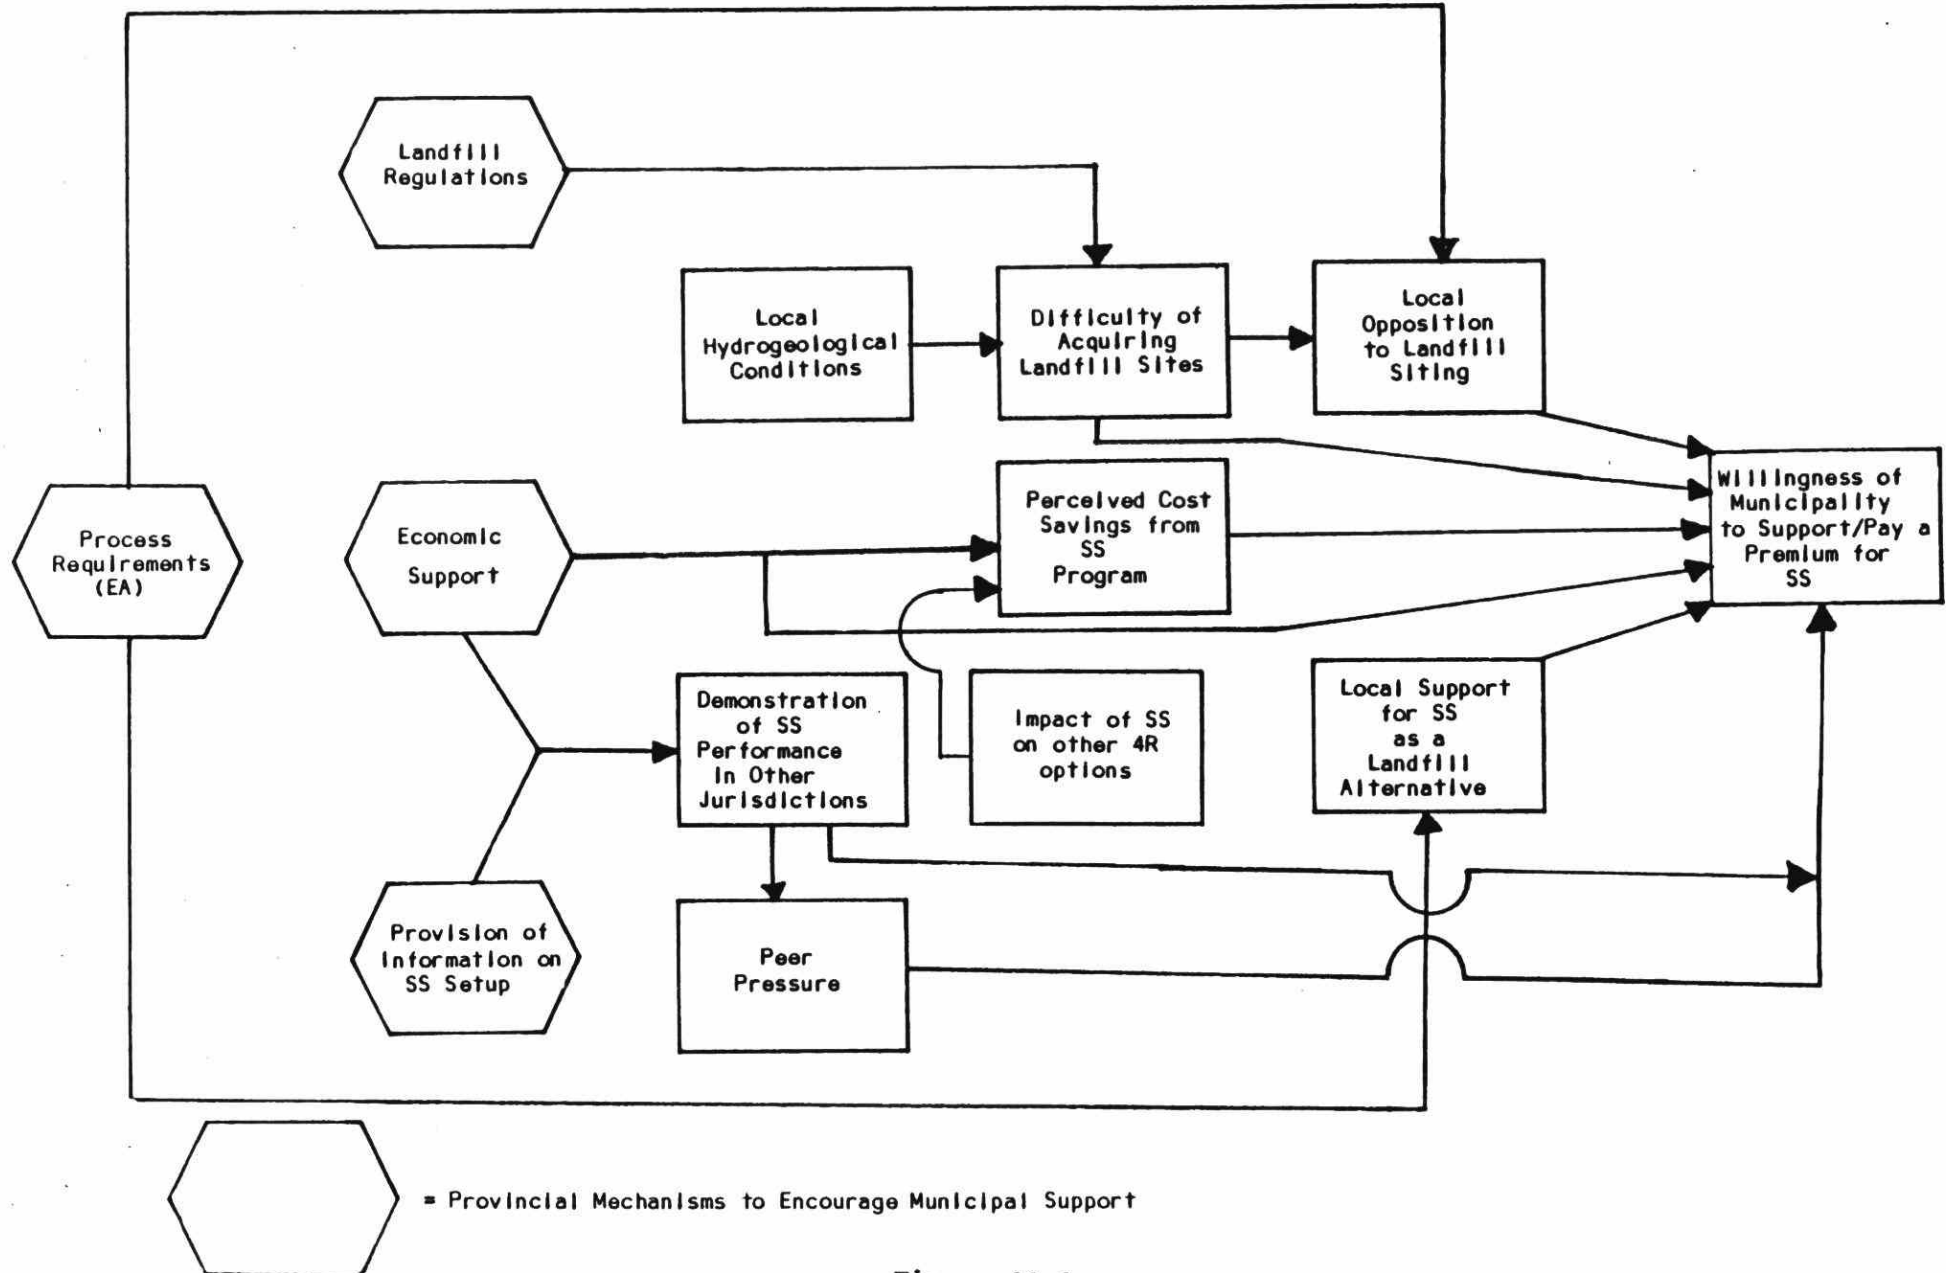 Landfill
Regulations
Local
Hydrogeological
Conditions
Difficulty of
Acquiring
Landfill Sites
Local
Opposition
to Landfill
Siting
Process
Requirements
(EA)
Economic
Support
Perceived Cost
Savings from
SS
Program
Willingness of
Municipality
to Support/Pay a
Premium for
SS
Demonstration
of SS
Performance
in Other
Jurisdictions
Impact of SS
on other 4R
options
Local Support
for SS
as a
Landfill
Alternative
Provision of
Information on
SS Setup
Peer
Pressure
= Provincial Mechanisms to Encourage Municipal Support